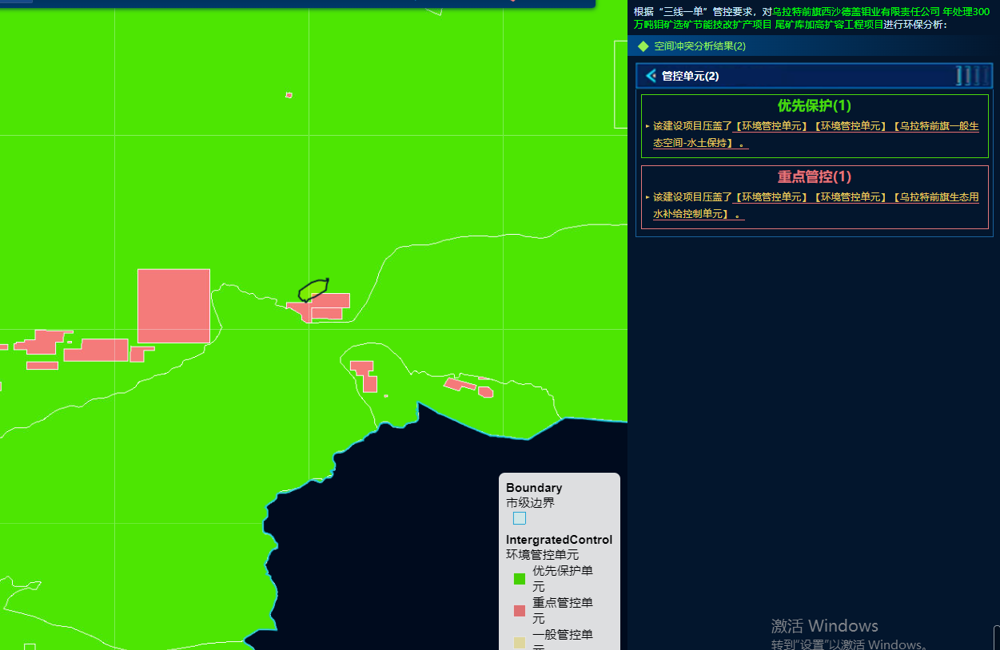 根据“三线一单”管控要求，对乌拉特前旗西沙德盖钼业有限责任公司 年处理300
万吨钼矿选矿节能技改扩产项目 尾矿库加高扩容工程项目进行环保分析：
空间冲突分析结果(2)
管控单元(2)
优先保护(1)
该建设项目压盖了【环境管控单元】【环境管控单元】【乌拉特前旗一般生
态空间-水土保持】 。
重点管控(1)
该建设项目压盖了【环境管控单元】【环境管控单元】【乌拉特前旗生态用
水补给控制单元】 。
Boundary
市级边界
IntergratedControl
环境管控单元
优先保护单
元
重点管控单
元
一般管控单
激活 Windows
转到“设置”以激活 Windows。